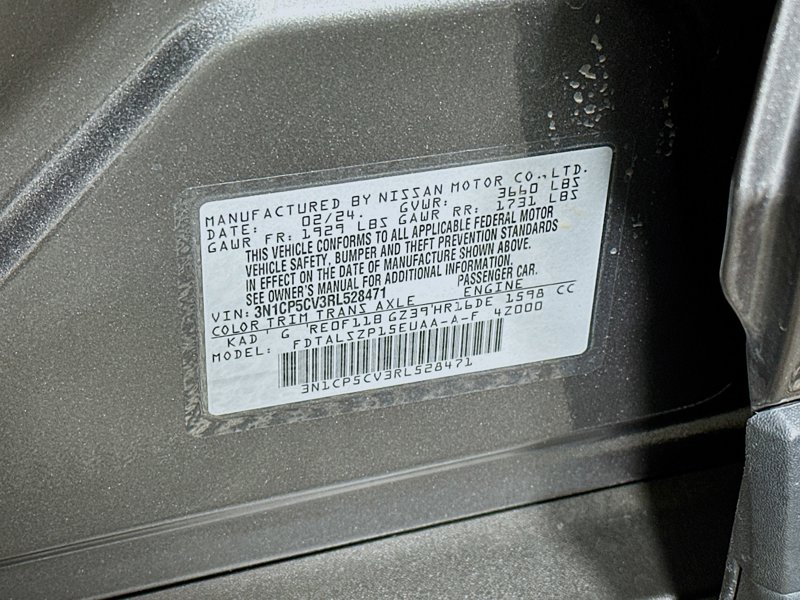 MANUFACTURED BY NISSAN MOTOR CO., LTD.
DATE: 02/24. GVWR: 3660 LBS
GAWR FR: 1929 LBS GAWR RR: 1731 LBS
THIS VEHICLE CONFORMS TO ALL APPLICABLE FEDERAL MOTOR
VEHICLE SAFETY, BUMPER AND THEFT PREVENTION STANDARDS
IN EFFECT ON THE DATE OF MANUFACTURE SHOWN ABOVE.
SEE OWNER'S MANUAL FOR ADDITIONAL INFORMATION.
VIN: 3N1CP5CV3RL528471 PASSENGER CAR.
COLOR TRIM TRANS AXLE ENGINE
KAD G RE0F11B GZ39 HR16DE 1598 CC
MODEL: FDTALSZP15EUAA-A-F 4Z000
3N1CP5CV3RL528471